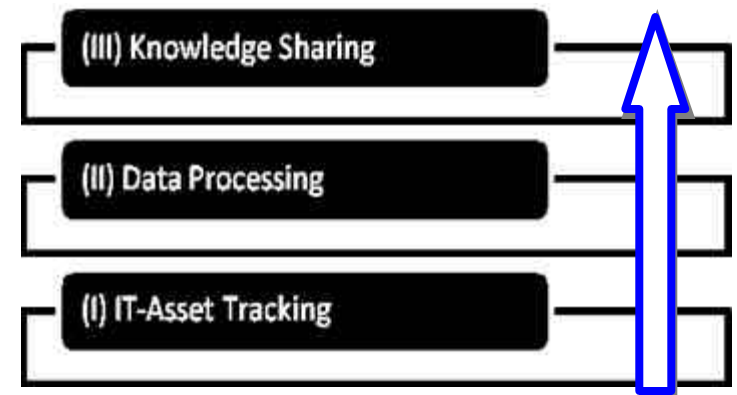 (III) Knowledge Sharing
(II) Data Processing
(I) IT-Asset Tracking